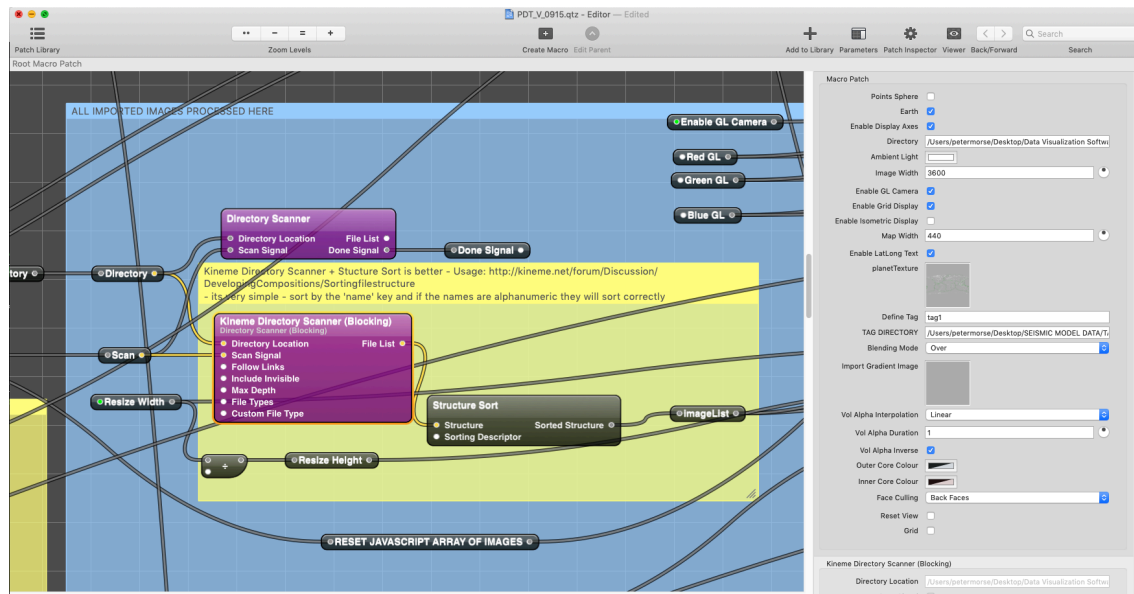 PDT_V_0915.qtz - Editor — Edited
Patch Library
Zoom Levels
Create Macro Edit Parent
Add to Library Parameters Patch Inspector Viewer Back/Forward
Search
Search
Root Macro Patch
ALL IMPORTED IMAGES PROCESSED HERE
Enable GL Camera
Red GL
Green GL
Blue GL
Directory Scanner
Directory Location File List
Scan Signal Done Signal
Done Signal
tory
Directory
Kineme Directory Scanner + Stucture Sort is better - Usage: http://kineme.net/forum/Discussion/
DevelopingCompositions/Sortingfilestructure
- its very simple - sort by the 'name' key and if the names are alphanumeric they will sort correctly
Kineme Directory Scanner (Blocking)
Directory Scanner (Blocking)
Directory Location File List
Scan Signal
Follow Links
Include Invisible
Max Depth
File Types
Custom File Type
Scan
Resize Width
Structure Sort
Structure Sorted Structure
Sorting Descriptor
ImageList
÷
Resize Height
RESET JAVASCRIPT ARRAY OF IMAGES
Macro Patch
Points Sphere
Earth
Enable Display Axes
Directory /Users/petermorse/Desktop/Data Visualization Softw
Ambient Light
Image Width 3600
Enable GL Camera
Enable Grid Display
Enable Isometric Display
Map Width 440
Enable LatLong Text
planetTexture
Define Tag tag1
TAG DIRECTORY /Users/petermorse/Desktop/SEISMIC MODEL DATA/T
Blending Mode Over
Import Gradient Image
Vol Alpha Interpolation Linear
Vol Alpha Duration 1
Vol Alpha Inverse
Outer Core Colour
Inner Core Colour
Face Culling Back Faces
Reset View
Grid
Kineme Directory Scanner (Blocking)
Directory Location /Users/petermorse/Desktop/Data Visualization Softw